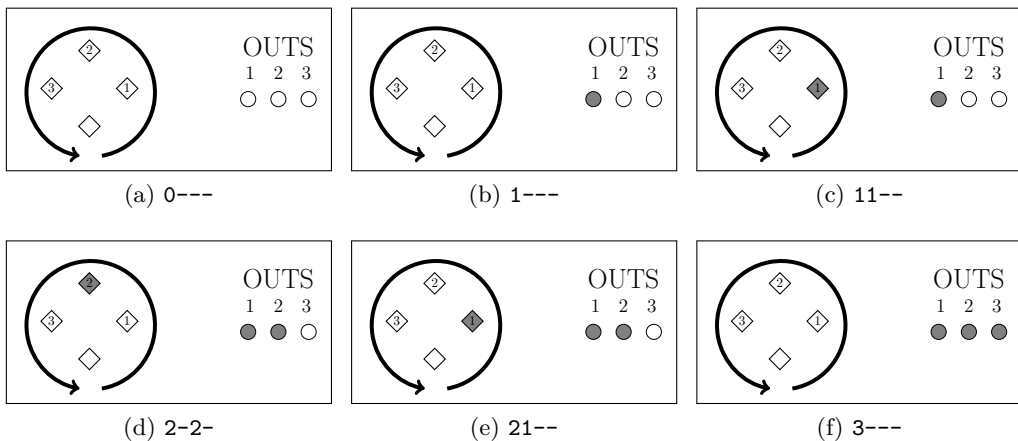 OUTS OUTS OUTS
2 1 2 3 2 1 2 3 2 1 2 3
3 1 3 1 3 1
(a) 0--- (b) 1--- (c) 11--
OUTS OUTS OUTS
2 1 2 3 2 1 2 3 2 1 2 3
3 1 3 1 3 1
(d) 2-2- (e) 21-- (f) 3---